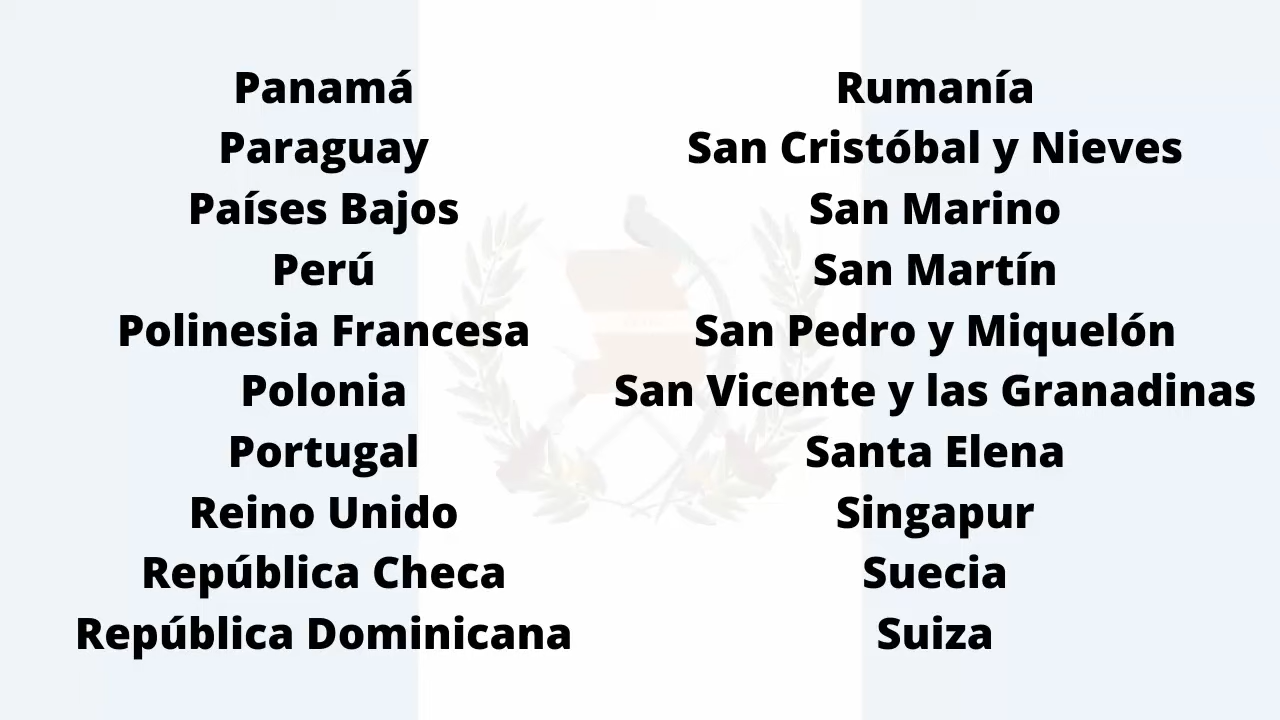 Panamá
Paraguay
Países Bajos
Perú
Polinesia Francesa
Polonia
Portugal
Reino Unido
República Checa
República Dominicana
Rumanía
San Cristóbal y Nieves
San Marino
San Martín
San Pedro y Miquelón
San Vicente y las Granadinas
Santa Elena
Singapur
Suecia
Suiza